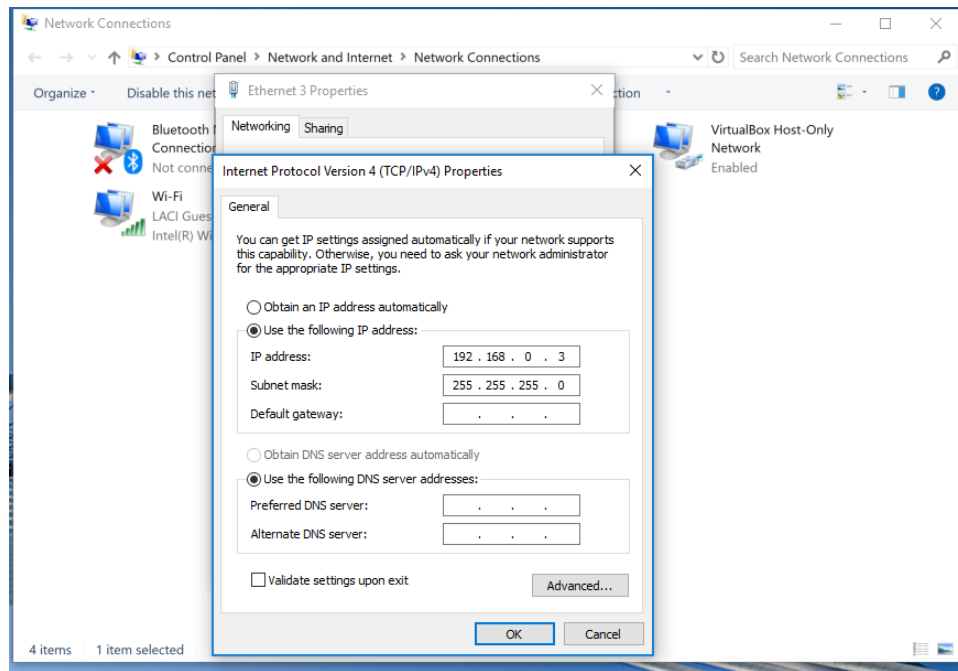 Network Connections
Control Panel > Network and Internet > Network Connections
Search Network Connections
Organize
Disable this net
Bluetooth
Connection
Not conne
Wi-Fi
LACI Gues
Intel(R) Wi
VirtualBox Host-Only
Network
Enabled
Ethernet 3 Properties
Networking
Sharing
Internet Protocol Version 4 (TCP/IPv4) Properties
General
You can get IP settings assigned automatically if your network supports
this capability. Otherwise, you need to ask your network administrator
for the appropriate IP settings.
Obtain an IP address automatically
Use the following IP address:
IP address: 192 . 168 . 0 . 3
Subnet mask: 255 . 255 . 255 . 0
Default gateway: . . .
Obtain DNS server address automatically
Use the following DNS server addresses:
Preferred DNS server: . . .
Alternate DNS server: . . .
Validate settings upon exit
Advanced...
OK Cancel
4 items 1 item selected